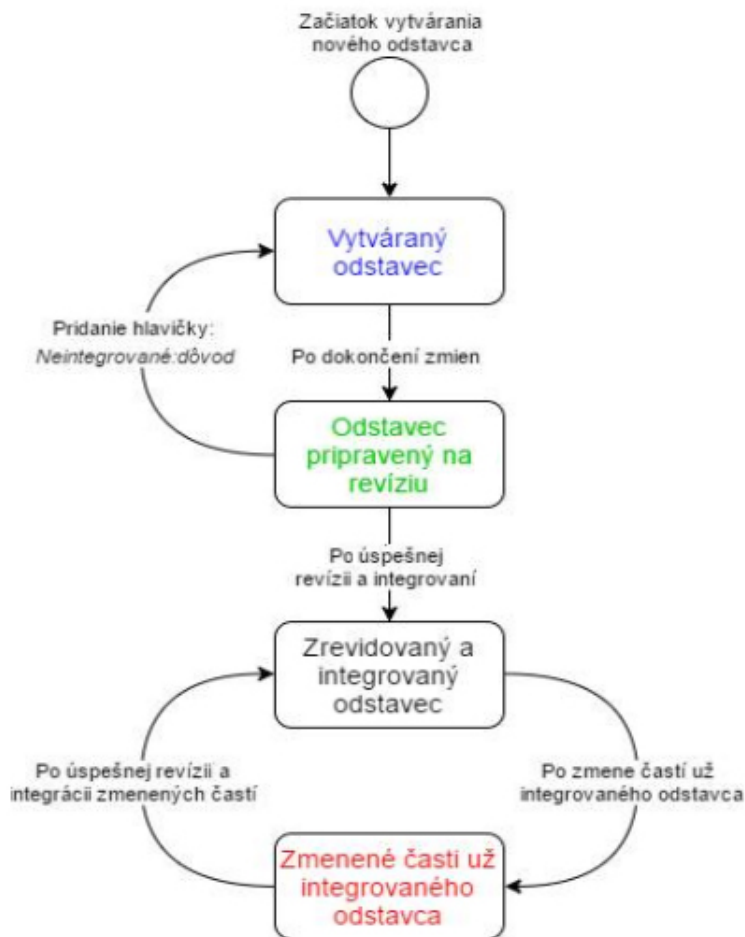 Začiatok vytvárania
nového odstavca
Vytváraný
odstavec
Pridanie hlavičky:
Neintegrované:dôvod
Po dokončení zmien
Odstavec
pripravený na
revíziu
Po úspešnej
revízii a integrovaní
Zrevidovaný a
integrovaný
odstavec
Po úspešnej revízii a
integrácii zmenených častí
Po zmene častí už
integrovaného odstavca
Zmenené časti už
integrovaného
odstavca